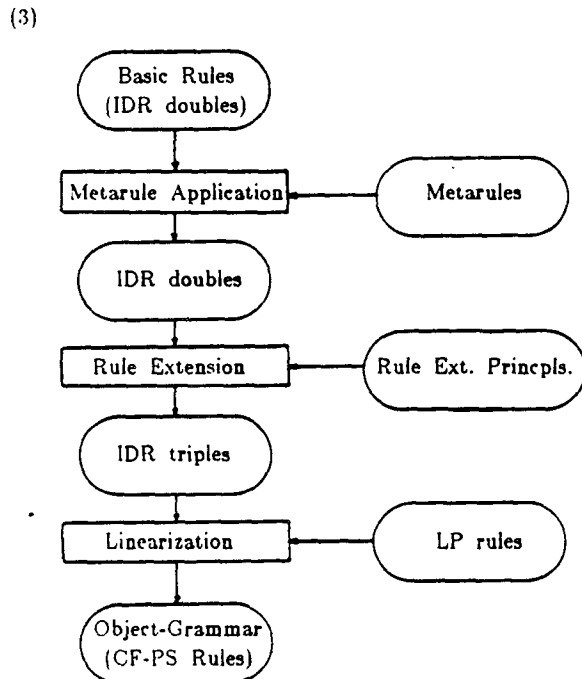 (3)
Basic Rules
(IDR doubles)
Metarule Application
Metarules
IDR doubles
Rule Extension
Rule Ext. Princpls.
IDR triples
Linearization
LP rules
Object-Grammar
(CF-PS Rules)